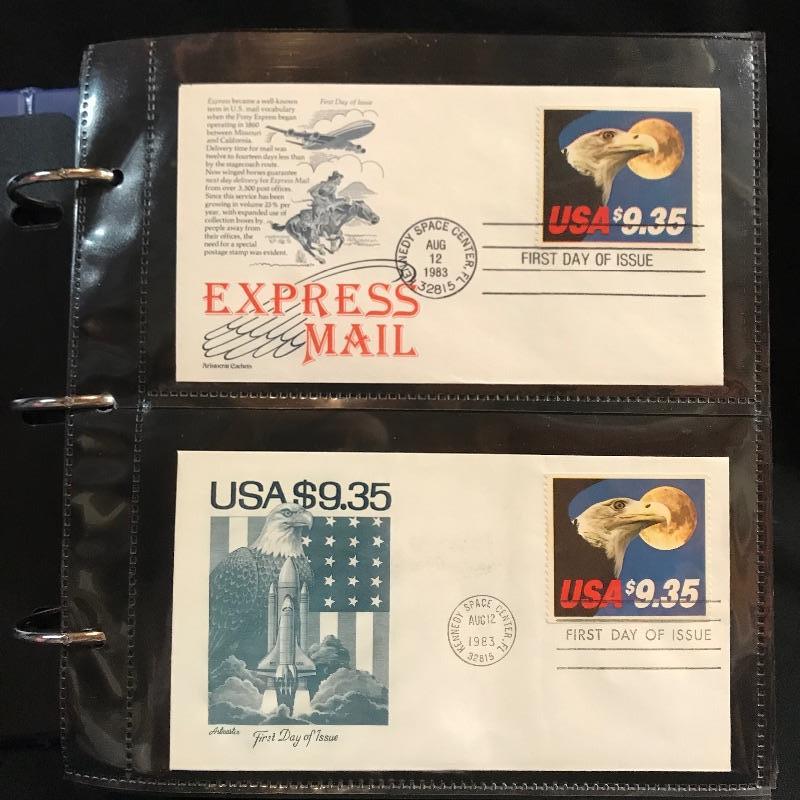 Express became a well-known
term in U.S. mail vocabulary
when the Pony Express began
operating in 1860
between Missouri
and California.
Delivery time for mail was
twelve to fourteen days less than
by the stagecoach route.
Now winged horses guarantee
next day delivery for Express Mail
from over 3,300 post offices.
Since this service has been
growing in volume 25% per
year, with expanded use of
collection boxes by
people away from
their offices, the
need for a special
postage stamp was evident.
First Day of Issue
EXPRESS
MAIL
Aristocrat Cachets
KENNEDY SPACE CENTER, FL
AUG
12
1983
32815
USA $9.35
FIRST DAY OF ISSUE
USA $9.35
Artmaster
First Day of Issue
KENNEDY SPACE CENTER, FL
AUG 12
1983
32815
USA $9.35
FIRST DAY OF ISSUE